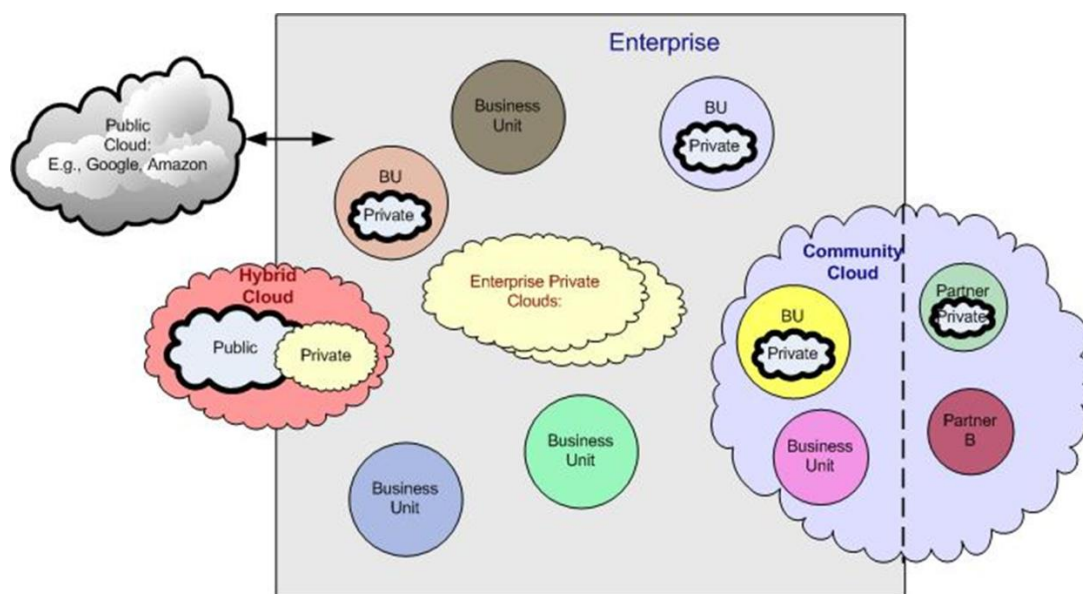 Enterprise
Public
Cloud:
E.g., Google, Amazon
Business
Unit
BU
Private
BU
Private
Hybrid
Cloud
Public
Private
Enterprise Private
Clouds:
Community
Cloud
BU
Private
Partner
Private
Business
Unit
Partner
B
Business
Unit
Business
Unit